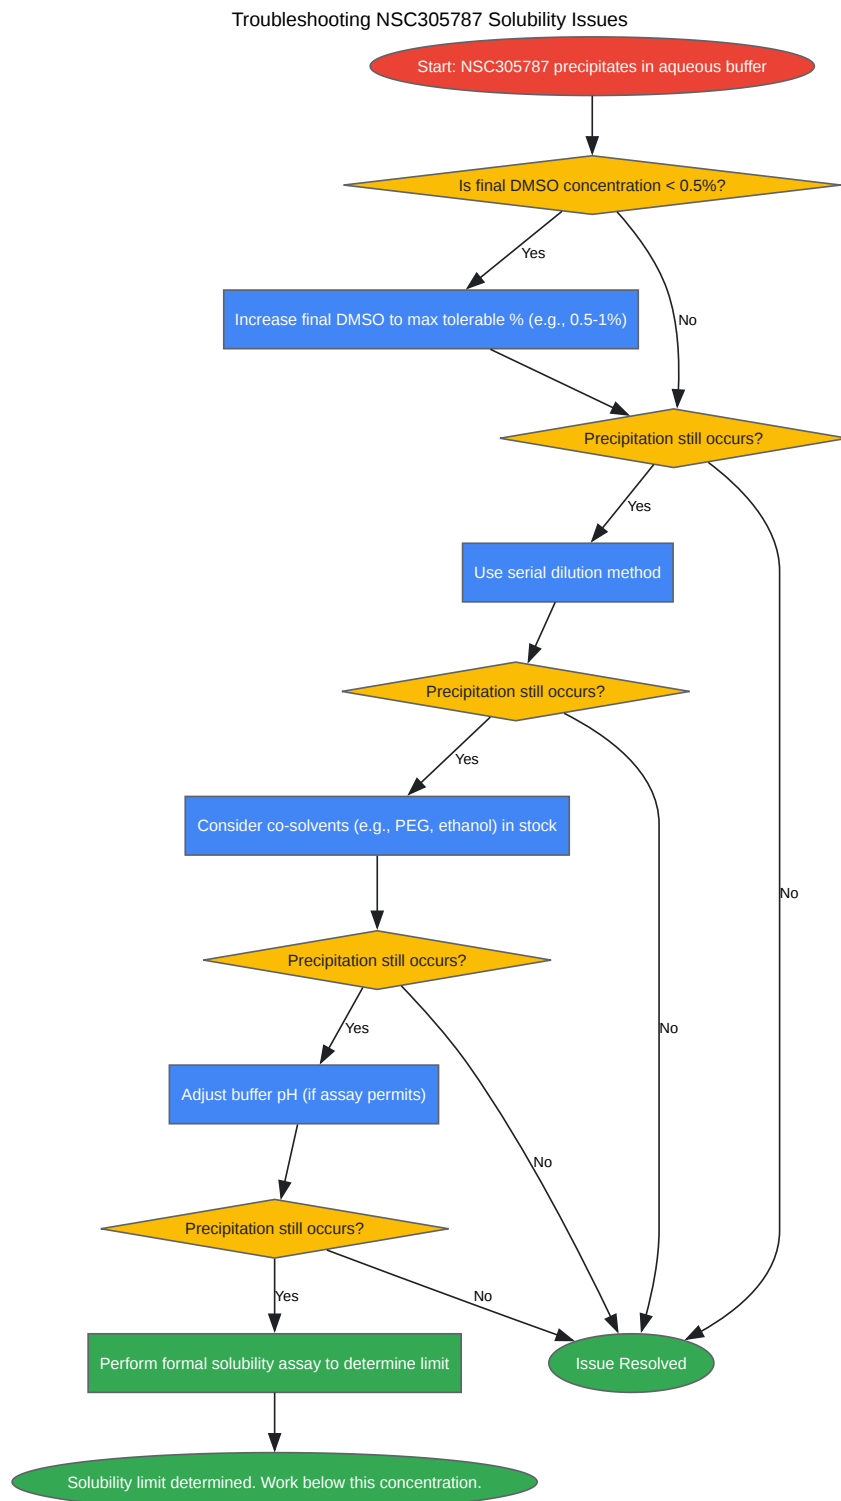 Troubleshooting NSC305787 Solubility Issues
Start: NSC305787 precipitates in aqueous buffer
Is final DMSO concentration < 0.5%?
Yes
Increase final DMSO to max tolerable % (e.g., 0.5-1%)
No
Precipitation still occurs?
Yes
Use serial dilution method
Precipitation still occurs?
Yes
Consider co-solvents (e.g., PEG, ethanol) in stock
No
Precipitation still occurs?
Yes
No
Adjust buffer pH (if assay permits)
No
Precipitation still occurs?
Yes
No
Perform formal solubility assay to determine limit
Issue Resolved
Solubility limit determined. Work below this concentration.